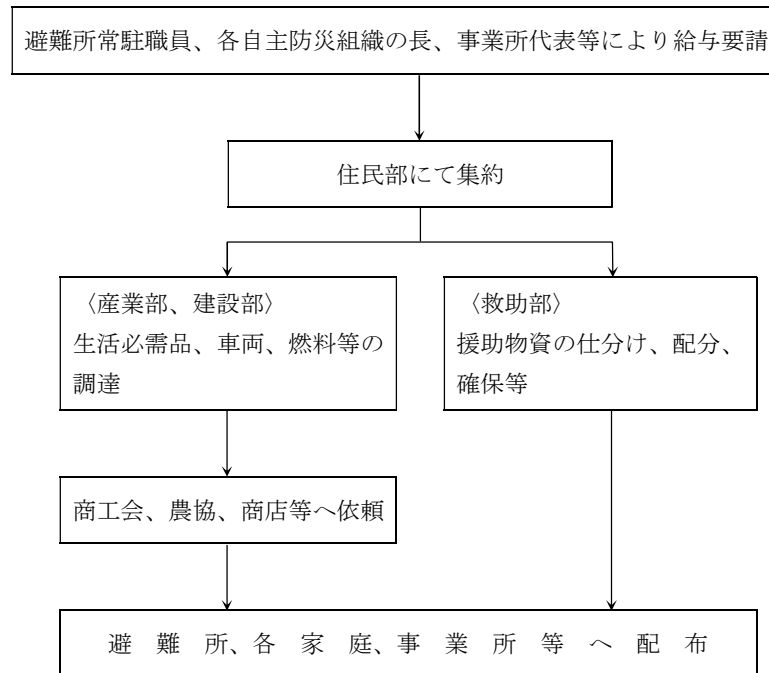 避難所常駐職員、各自主防災組織の長、事業所代表等により給与要請
住民部にて集約
〈産業部、建設部〉
生活必需品、車両、燃料等の
調達
〈救助部〉
援助物資の仕分け、配分、
確保等
商工会、農協、商店等へ依頼
避難所、各家庭、事業所等へ配布